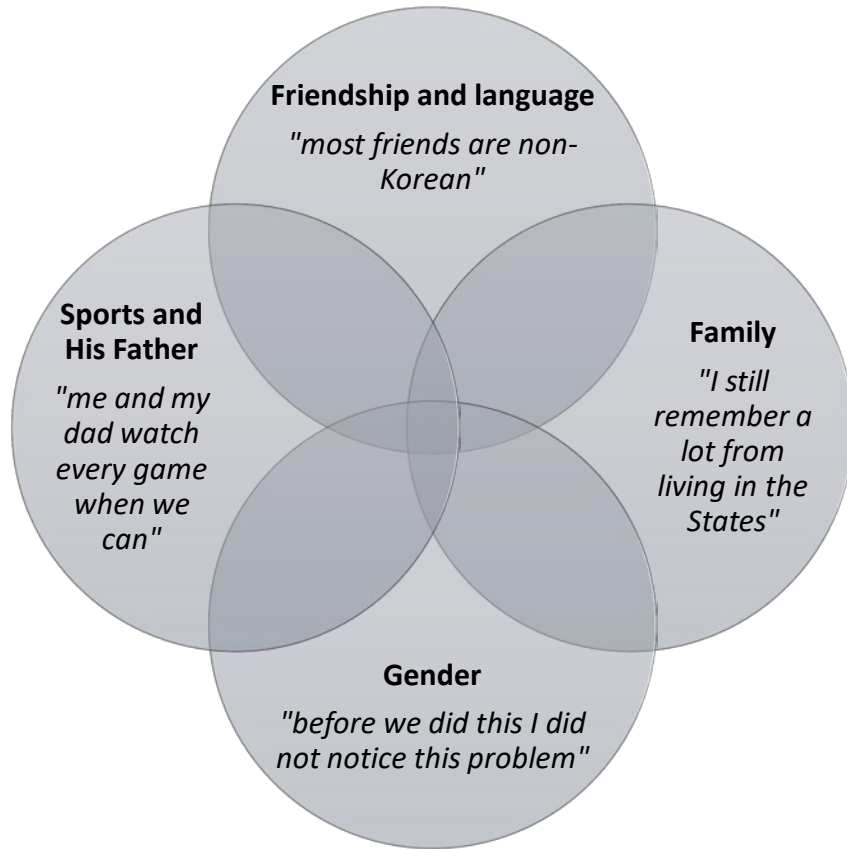 Friendship and language
"most friends are non-
Korean"
Sports and
His Father
"me and my
dad watch
every game
when we
can"
Family
"I still
remember a
lot from
living in the
States"
Gender
"before we did this I did
not notice this problem"